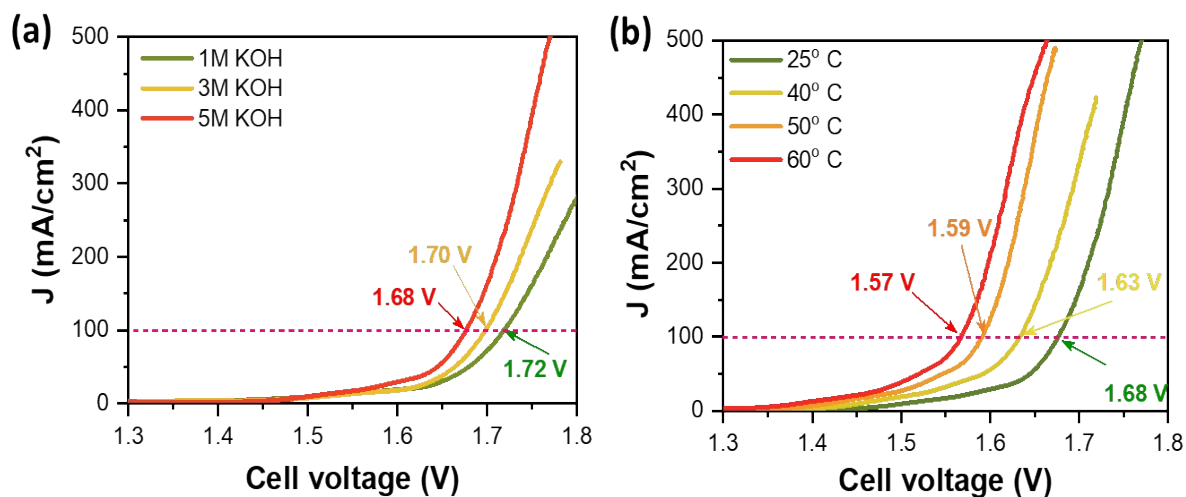 (a)
500
400
300
200
100
0
J (mA/cm²)
1M KOH
3M KOH
5M KOH
1.70 V
1.68 V
1.72 V
1.3 1.4 1.5 1.6 1.7 1.8
Cell voltage (V)
(b)
500
400
300
200
100
0
J (mA/cm²)
25º C
40º C
50º C
60º C
1.59 V
1.57 V
1.63 V
1.68 V
1.3 1.4 1.5 1.6 1.7 1.8
Cell voltage (V)